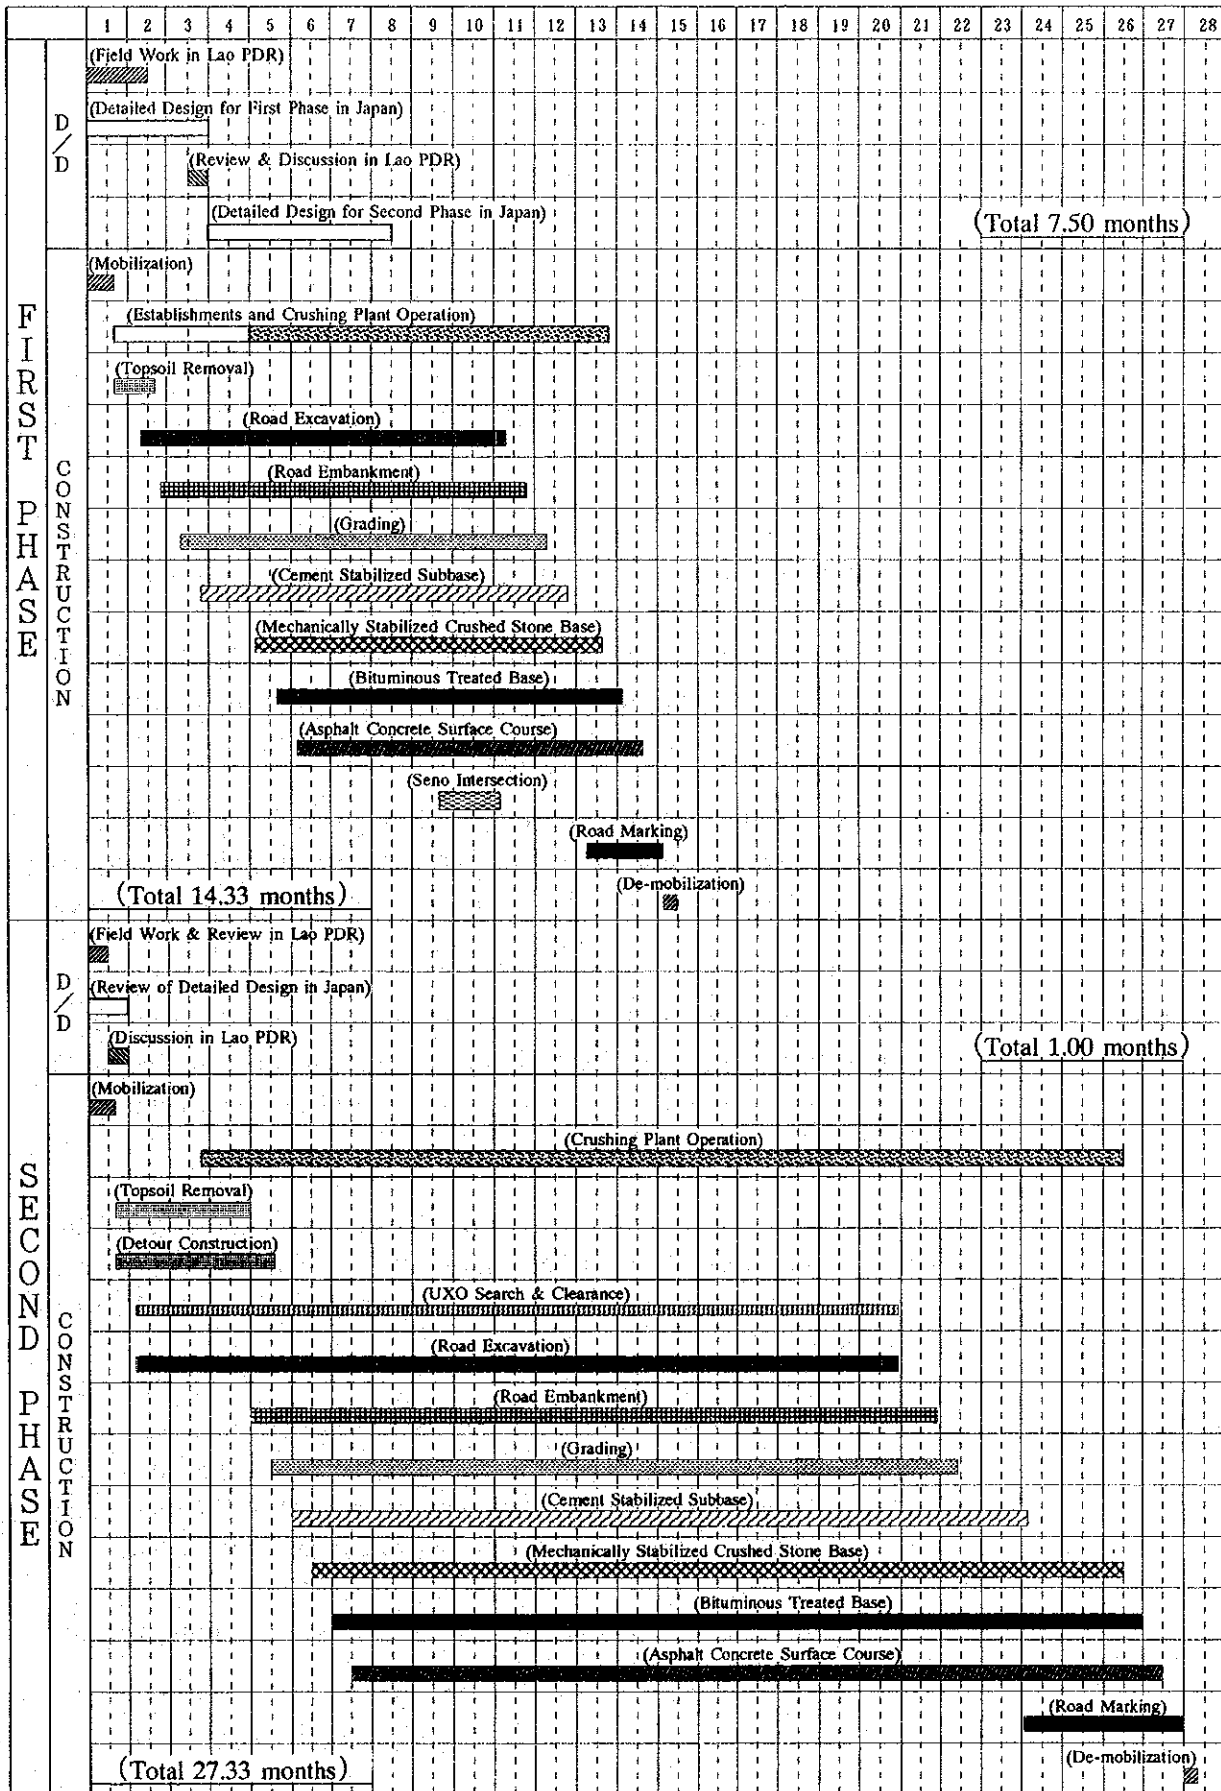 1 2 3 4 5 6 7 8 9 10 11 12 13 14 15 16 17 18 19 20 21 22 23 24 25 26 27 28
FIRST PHASE
D/D
(Field Work in Lao PDR)
(Detailed Design for First Phase in Japan)
(Review & Discussion in Lao PDR)
(Detailed Design for Second Phase in Japan)
(Total 7.50 months)
CONSTRUCTION
(Mobilization)
(Establishments and Crushing Plant Operation)
(Topsoil Removal)
(Road Excavation)
(Road Embankment)
(Grading)
(Cement Stabilized Subbase)
(Mechanically Stabilized Crushed Stone Base)
(Bituminous Treated Base)
(Asphalt Concrete Surface Course)
(Seno Intersection)
(Road Marking)
(De-mobilization)
(Total 14.33 months)
SECOND PHASE
D/D
(Field Work & Review in Lao PDR)
(Review of Detailed Design in Japan)
(Discussion in Lao PDR)
(Total 1.00 months)
CONSTRUCTION
(Mobilization)
(Crushing Plant Operation)
(Topsoil Removal)
(Detour Construction)
(UXO Search & Clearance)
(Road Excavation)
(Road Embankment)
(Grading)
(Cement Stabilized Subbase)
(Mechanically Stabilized Crushed Stone Base)
(Bituminous Treated Base)
(Asphalt Concrete Surface Course)
(Road Marking)
(De-mobilization)
(Total 27.33 months)